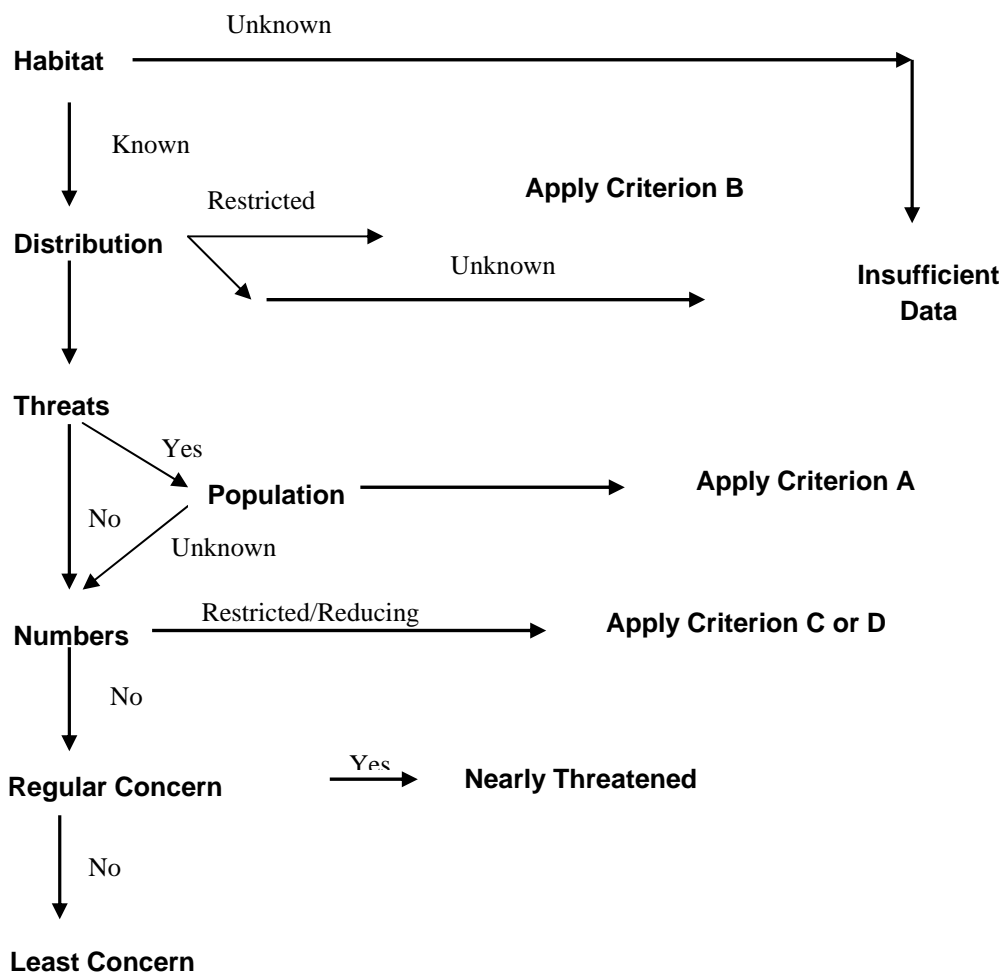 Unknown
Habitat
Known
Apply Criterion B
Restricted
Distribution
Unknown
Insufficient
Data
Threats
Yes
Apply Criterion A
Population
No
Unknown
Restricted/Reducing
Apply Criterion C or D
Numbers
No
Yes
Nearly Threatened
Regular Concern
No
Least Concern